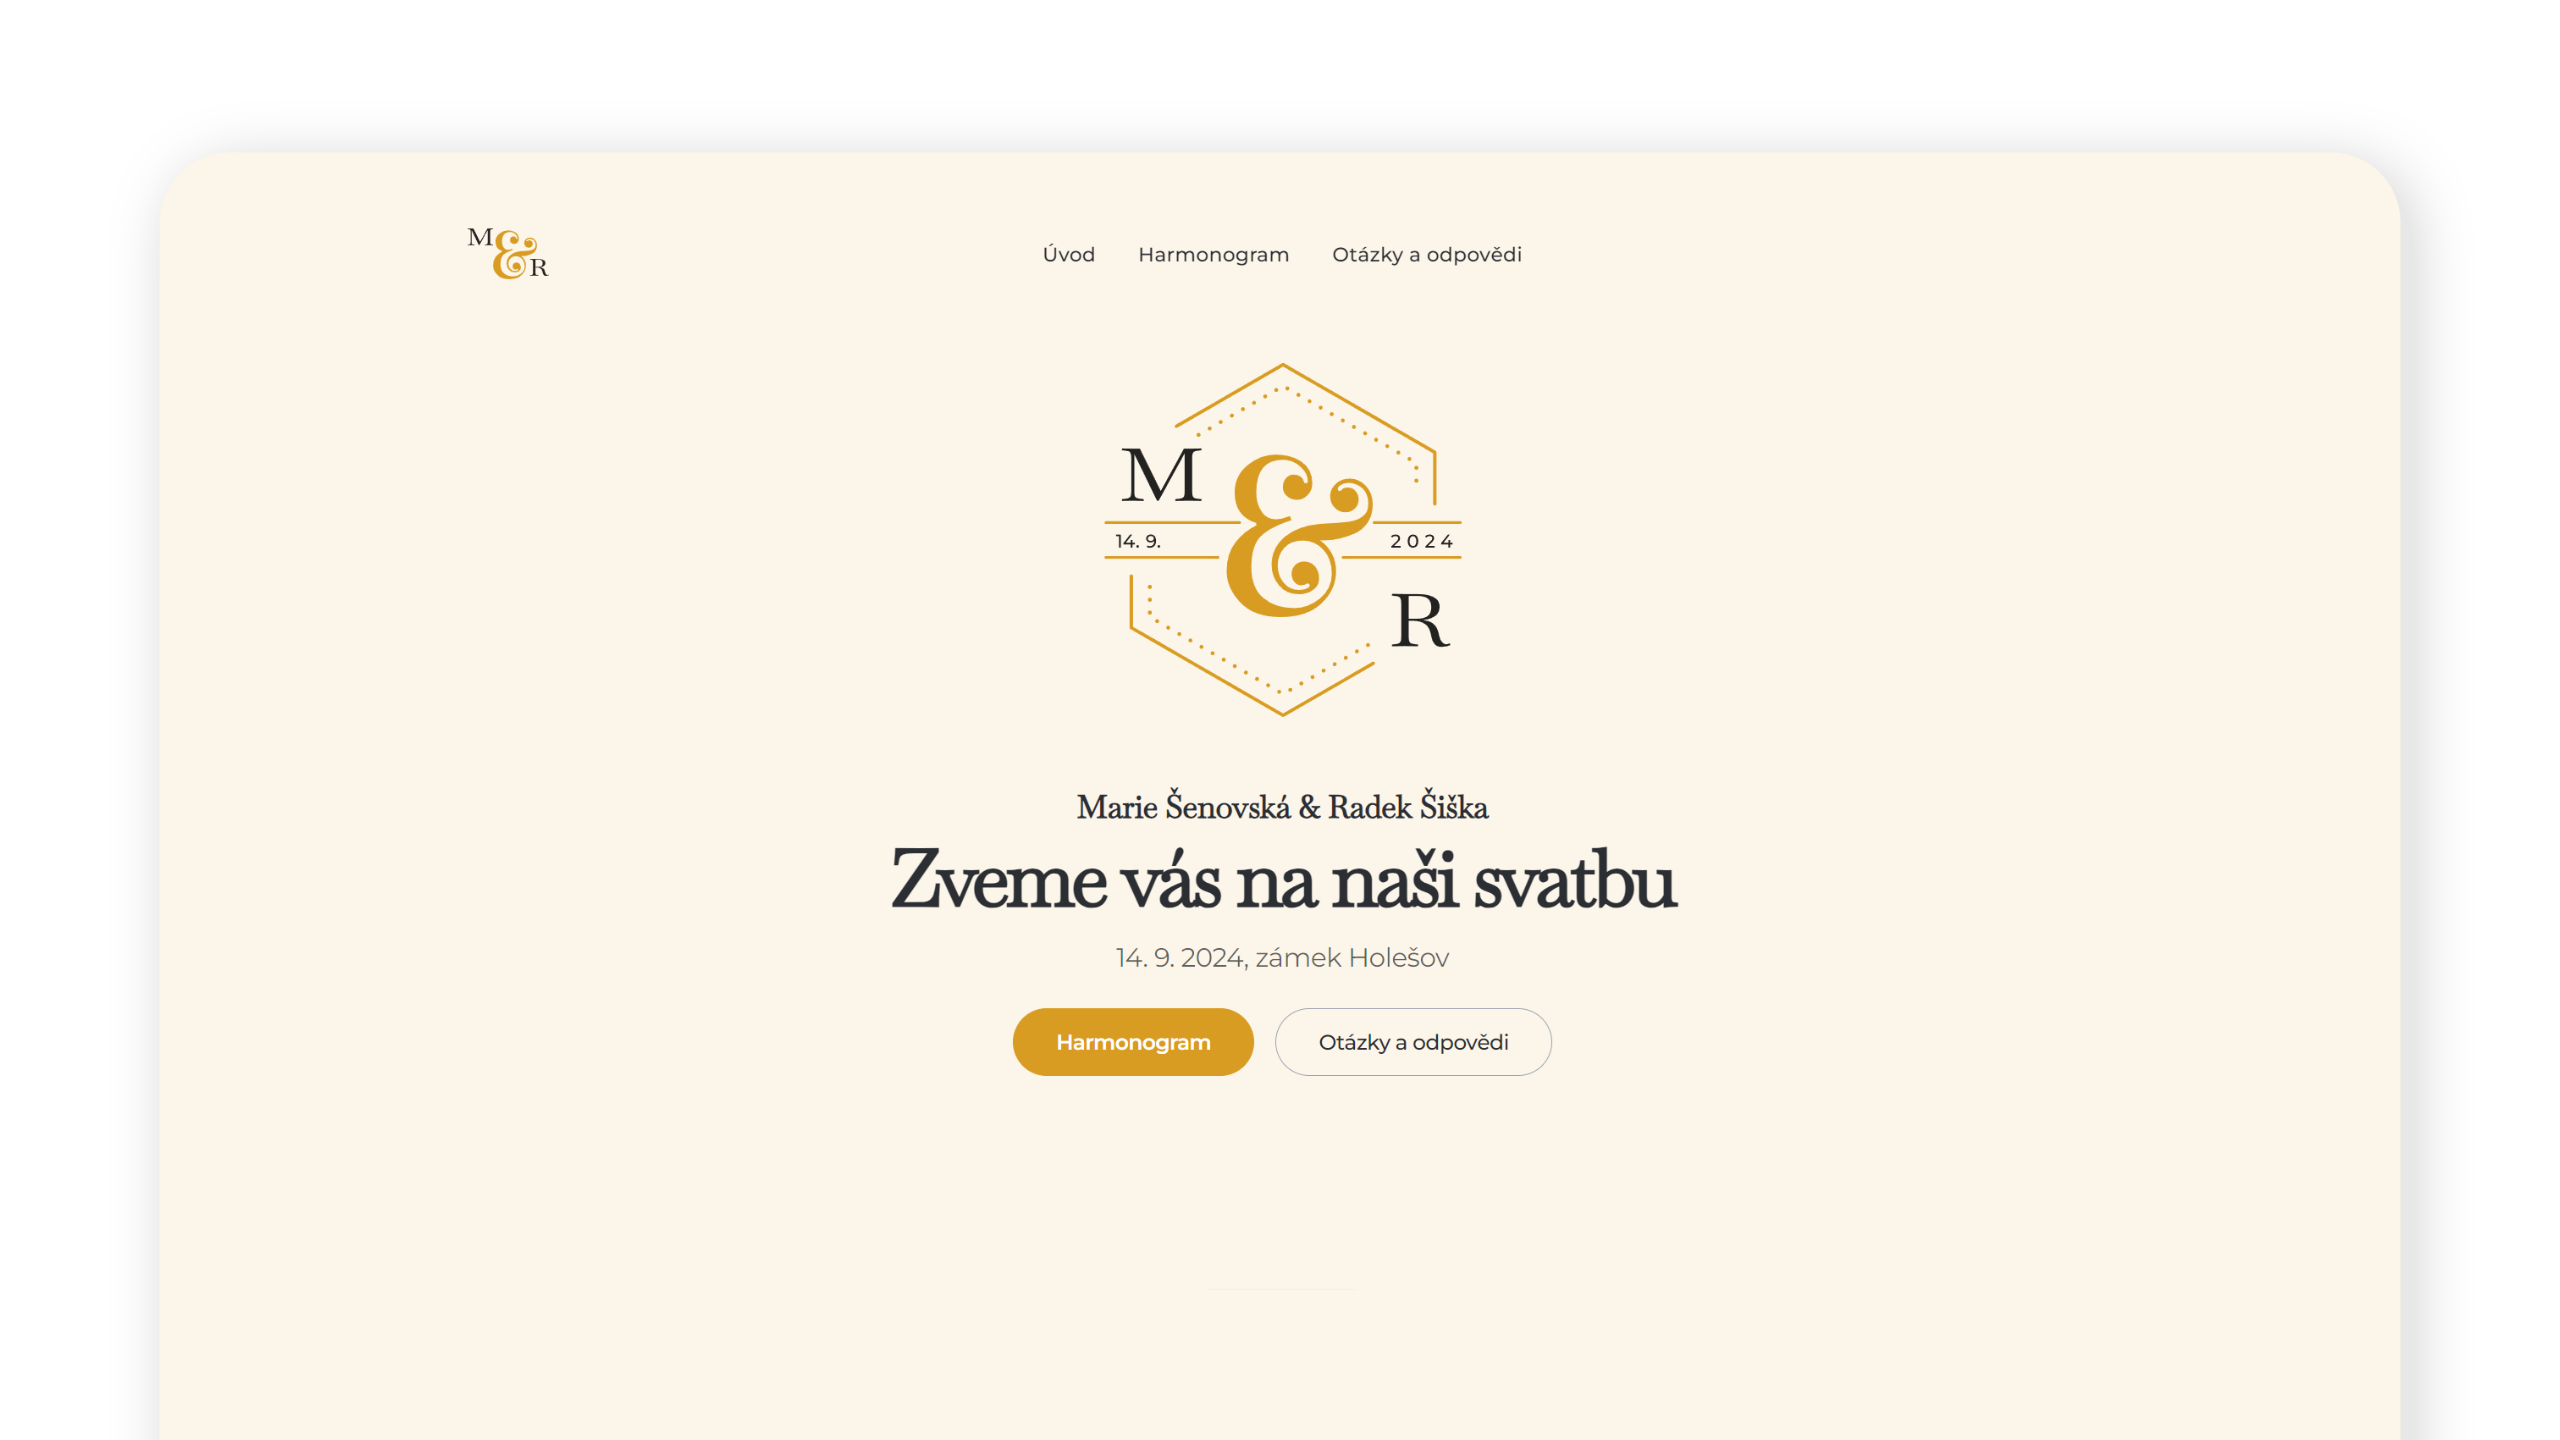 M&R
Úvod Harmonogram Otázky a odpovědi
M
&
14. 9. 2024
R
Marie Šenovská & Radek Šiška
Zveme vás na naši svatbu
14. 9. 2024, zámek Holešov
Harmonogram Otázky a odpovědi